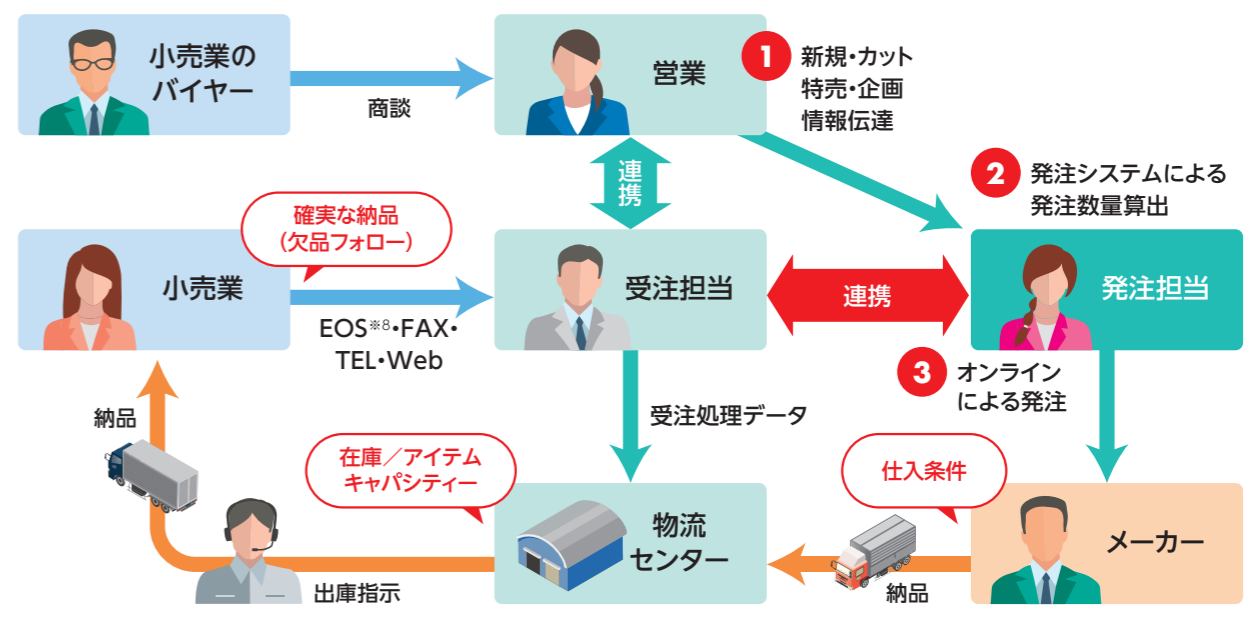 小売業の
バイヤー
商談
営業
1
新規・カット
特売・企画
情報伝達
連携
2
発注システムによる
発注数量算出
確実な納品
(欠品フォロー)
小売業
EOS※8・FAX・
TEL・Web
受注担当
連携
発注担当
3
オンライン
による発注
納品
受注処理データ
在庫／アイテム
キャパシティー
仕入条件
物流
センター
メーカー
出庫指示
納品